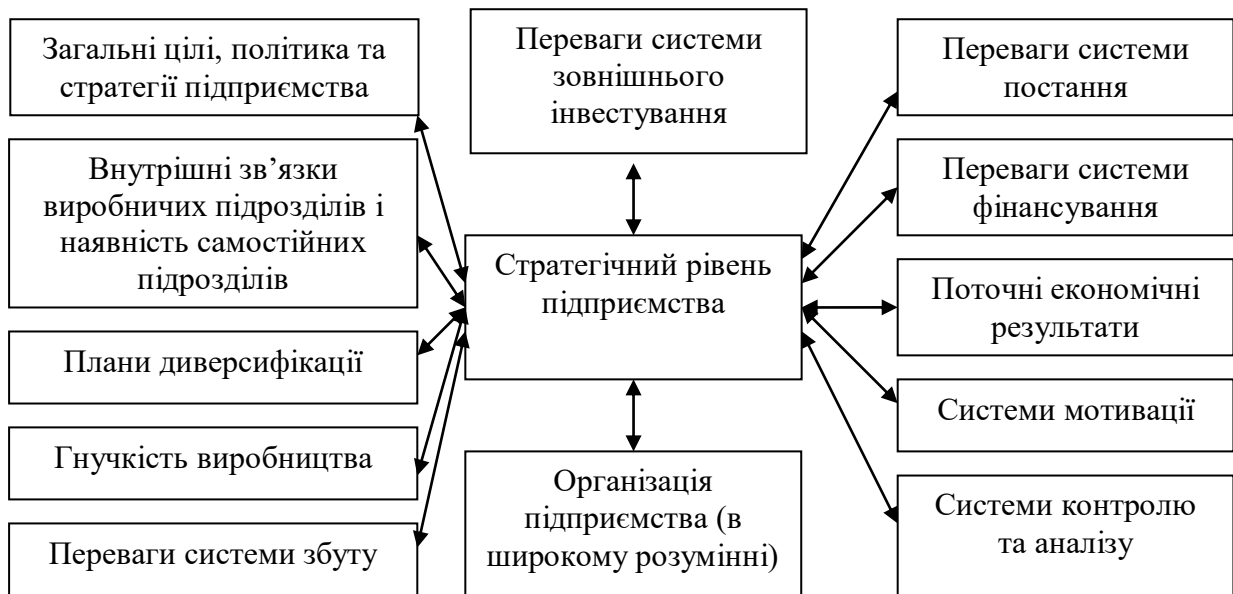 Загальні цілі, політика та
стратегії підприємства
Внутрішні зв’язки
виробничих підрозділів і
наявність самостійних
підрозділів
Плани диверсифікації
Гнучкість виробництва
Переваги системи збуту
Переваги системи
зовнішнього
інвестування
Стратегічний рівень
підприємства
Організація
підприємства (в
широкому розумінні)
Переваги системи
постання
Переваги системи
фінансування
Поточні економічні
результати
Системи мотивації
Системи контролю
та аналізу